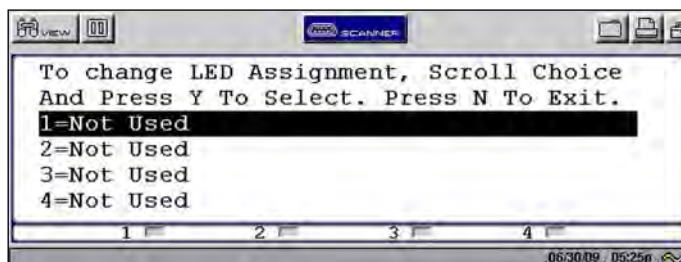 VIEW SCANNER
To change LED Assignment, Scroll Choice
And Press Y To Select. Press N To Exit.
1=Not Used
2=Not Used
3=Not Used
4=Not Used
1 2 3 4
06/30/09 05:25p